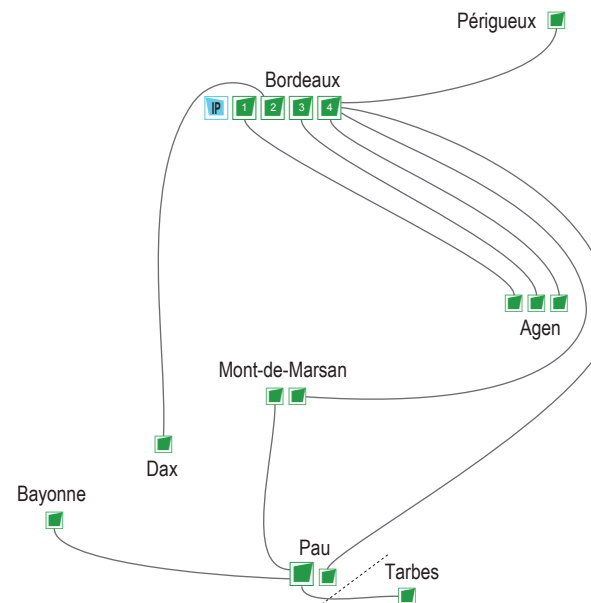 Périgueux
Bordeaux
IP 1 2 3 4
Agen
Mont-de-Marsan
Dax
Bayonne
Pau
Tarbes